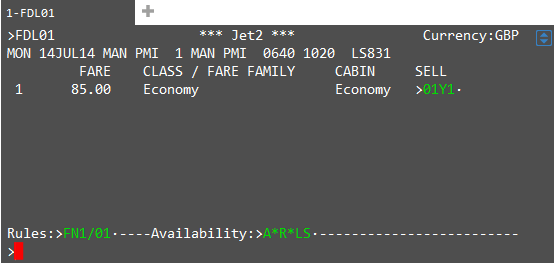 1-FDL01
>FDL01 *** Jet2 *** Currency:GBP
MON 14JUL14 MAN PMI 1 MAN PMI 0640 1020 LS831
FARE CLASS / FARE FAMILY CABIN SELL
1 85.00 Economy Economy >01Y1·
Rules:>FN1/01·----Availability:>A*R*LS·-------------------------
>